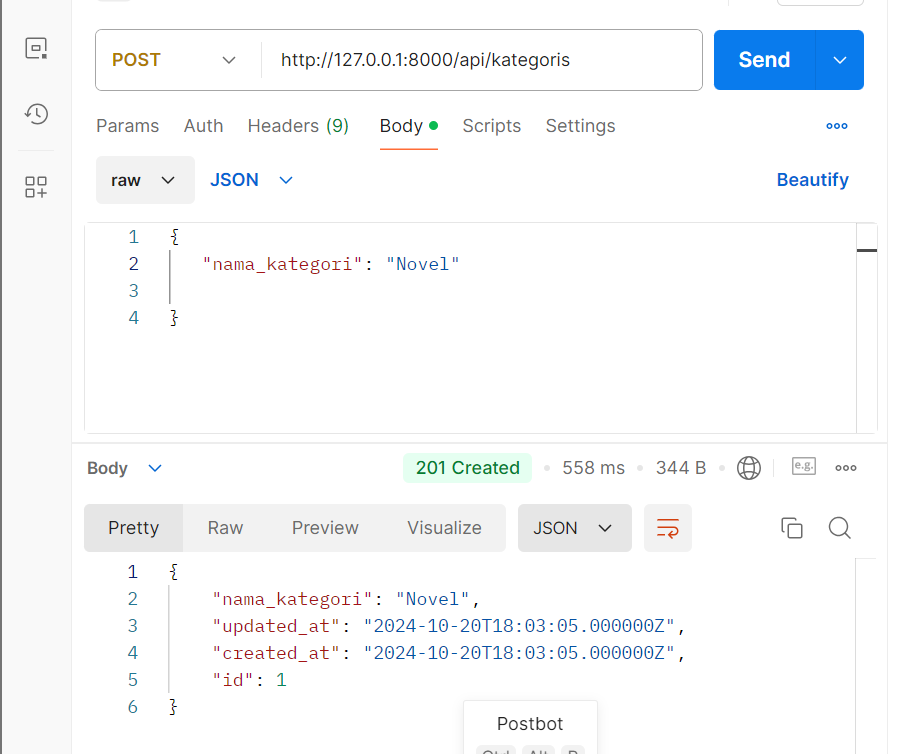 POST http://127.0.0.1:8000/api/kategoris Send
Params Auth Headers (9) Body Scripts Settings
raw JSON Beautify
1 {
2 "nama_kategori": "Novel"
3
4 }
Body 201 Created 558 ms 344 B e.g.
Pretty Raw Preview Visualize JSON
1 {
2 "nama_kategori": "Novel",
3 "updated_at": "2024-10-20T18:03:05.000000Z",
4 "created_at": "2024-10-20T18:03:05.000000Z",
5 "id": 1
6 }
Postbot
Ctrl Alt P